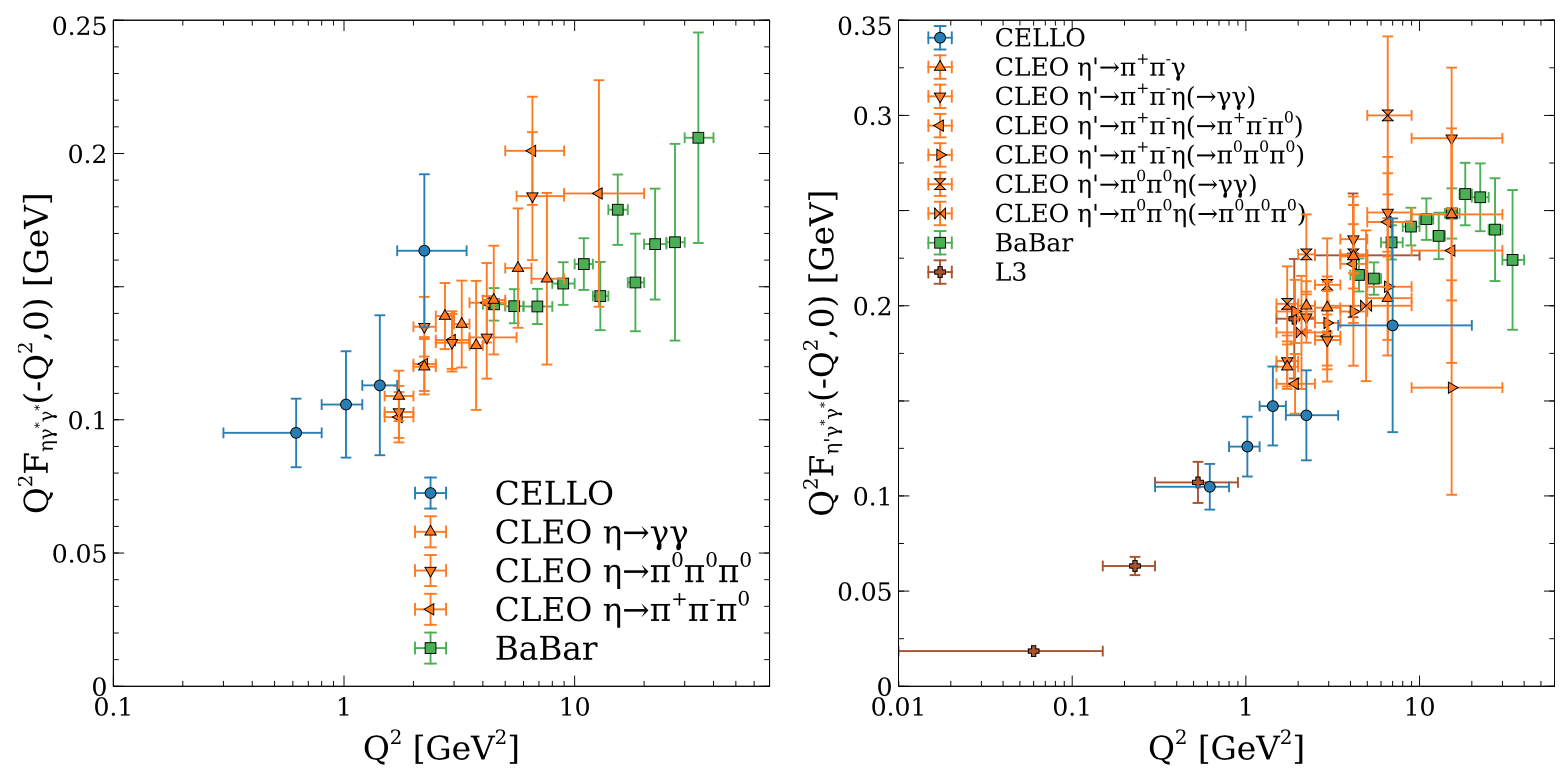 0.25
0.2
0.1
0.05
0
0.1
1
10
Q²F_ηγ*γ*(-Q²,0) [GeV]
Q² [GeV²]
CELLO
CLEO η→γγ
CLEO η→π⁰π⁰π⁰
CLEO η→π⁺π⁻π⁰
BaBar
0.35
0.3
0.2
0.1
0.05
0
0.01
0.1
1
10
Q²F_η'γ*γ*(-Q²,0) [GeV]
Q² [GeV²]
CELLO
CLEO η'→π⁺π⁻γ
CLEO η'→π⁺π⁻η(→γγ)
CLEO η'→π⁺π⁻η(→π⁺π⁻π⁰)
CLEO η'→π⁺π⁻η(→π⁰π⁰π⁰)
CLEO η'→π⁰π⁰η(→γγ)
CLEO η'→π⁰π⁰η(→π⁰π⁰π⁰)
BaBar
L3